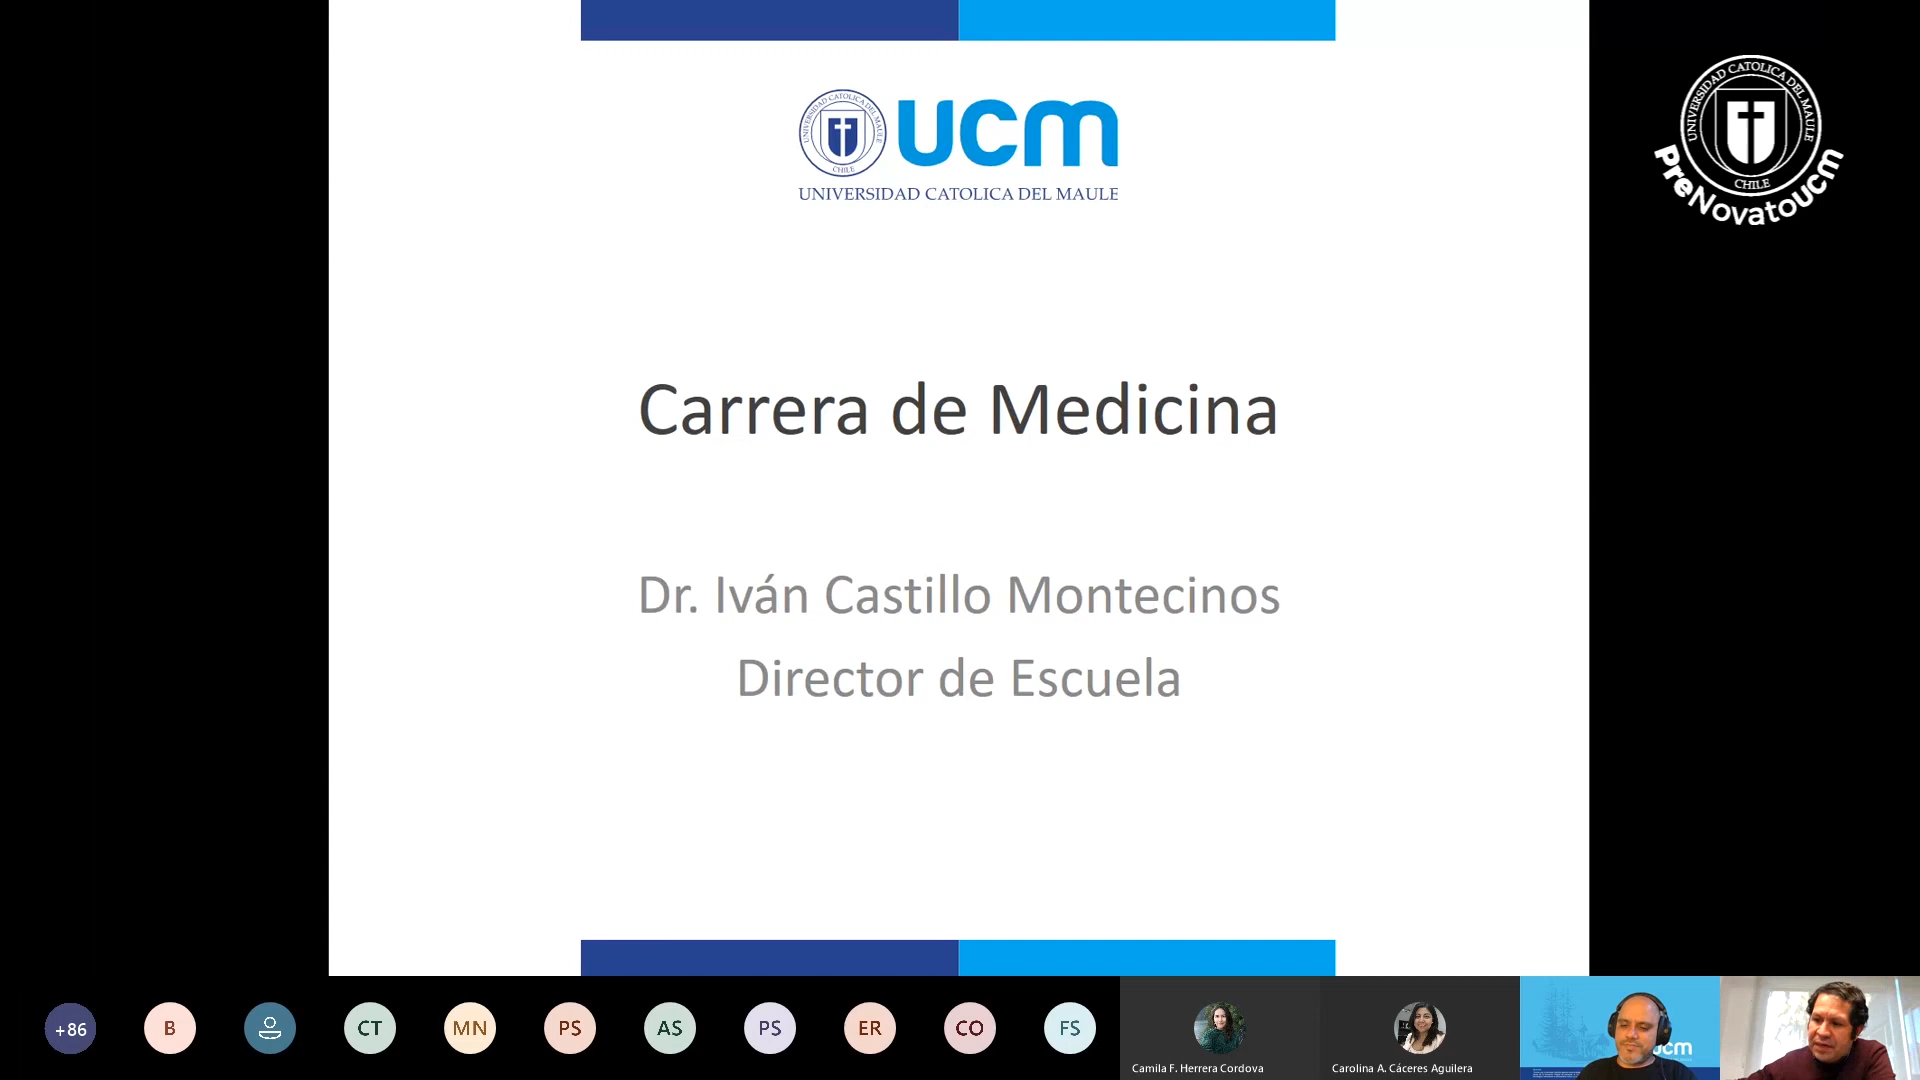 UNIVERSIDAD CATOLICA DEL MAULE
CHILE
ucm
UNIVERSIDAD CATOLICA DEL MAULE
UNIVERSIDAD CATOLICA DEL MAULE
CHILE
PreNovatoucm
Carrera de Medicina
Dr. Iván Castillo Montecinos
Director de Escuela
+86
B
CT
MN
PS
AS
PS
ER
CO
FS
Camila F. Herrera Cordova
Carolina A. Cáceres Aguilera
ucm